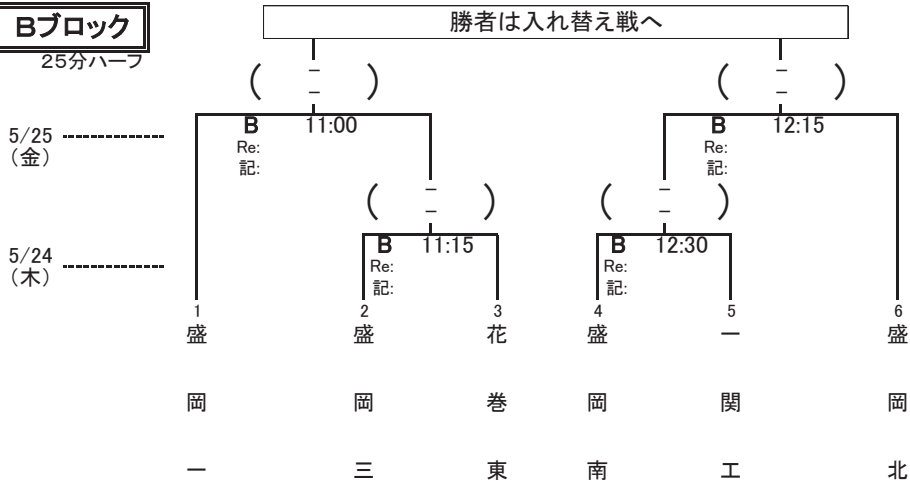 Bブロック
25分ハーフ
勝者は入れ替え戦へ
( － － )
( － － )
5/25
(金)
B 11:00
Re:
記:
B 12:15
Re:
記:
( － － )
( － － )
5/24
(木)
B 11:15
Re:
記:
B 12:30
Re:
記:
1
盛岡一
2
盛岡三
3
花巻東
4
盛岡南
5
一関工
6
盛岡北